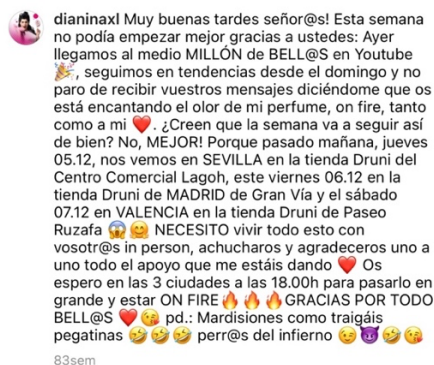 dianinaxl Muy buenas tardes señor@s! Esta semana
no podía empezar mejor gracias a ustedes: Ayer
llegamos al medio MILLÓN de BELL@S en Youtube
🎉, seguimos en tendencias desde el domingo y no
paro de recibir vuestros mensajes diciéndome que os
está encantando el olor de mi perfume, on fire, tanto
como a mi ❤️. ¿Creen que la semana va a seguir así
de bien? No, MEJOR! Porque pasado mañana, jueves
05.12, nos vemos en SEVILLA en la tienda Druni del
Centro Comercial Lagoh, este viernes 06.12 en la
tienda Druni de MADRID de Gran Vía y el sábado
07.12 en VALENCIA en la tienda Druni de Paseo
Ruzafa 😱🤗 NECESITO vivir todo esto con
vosotr@s in person, achucharos y agradeceros uno a
uno todo el apoyo que me estáis dando ❤️ Os
espero en las 3 ciudades a las 18.00h para pasarlo en
grande y estar ON FIRE🔥🔥🔥GRACIAS POR TODO
BELL@S ❤️😘 pd.: Mardisiones como traigáis
pegatinas 🤣🤣🤣 perr@s del infierno 😉😈🤣😘
83sem